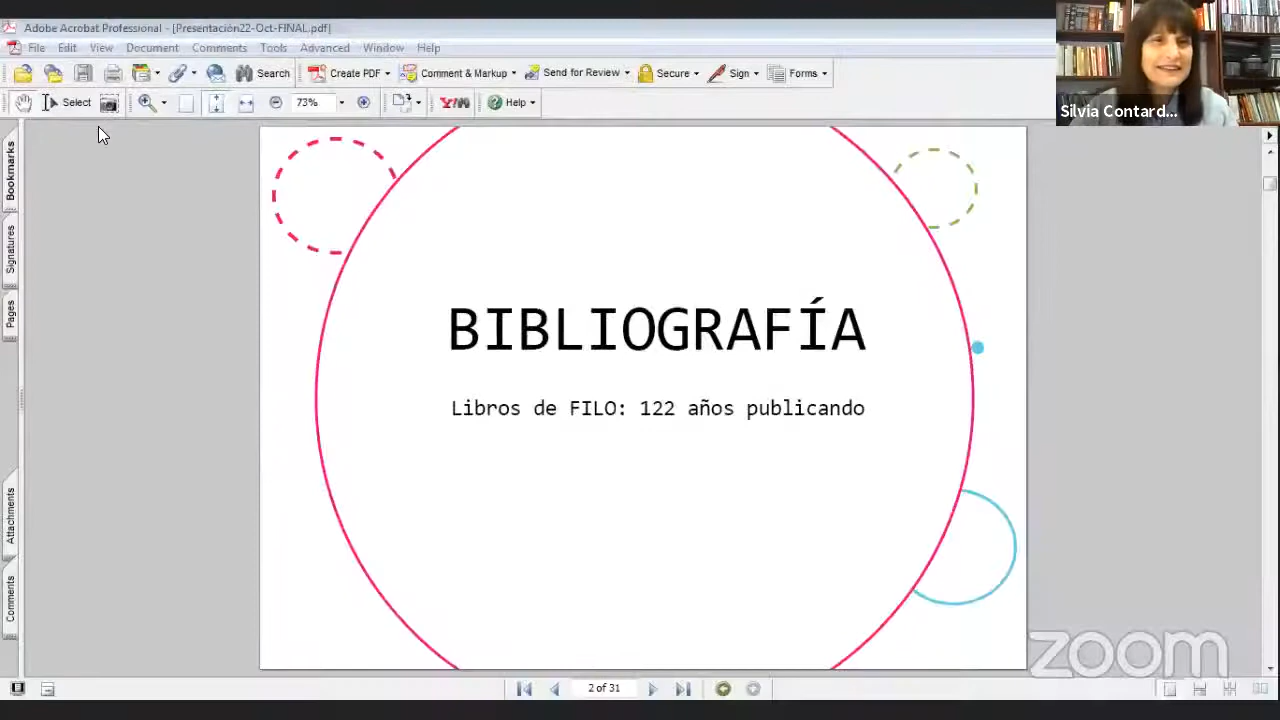 Adobe Acrobat Professional - [Presentación22-Oct-FINAL.pdf]
File Edit View Document Comments Tools Advanced Window Help
Search Create PDF Comment & Markup Send for Review Secure Sign Forms
Select 73% Y! Help
Silvia Contard...
Bookmarks
Signatures
Pages
BIBLIOGRAFÍA
Libros de FILO: 122 años publicando
Attachments
Comments
zoom
2 of 31